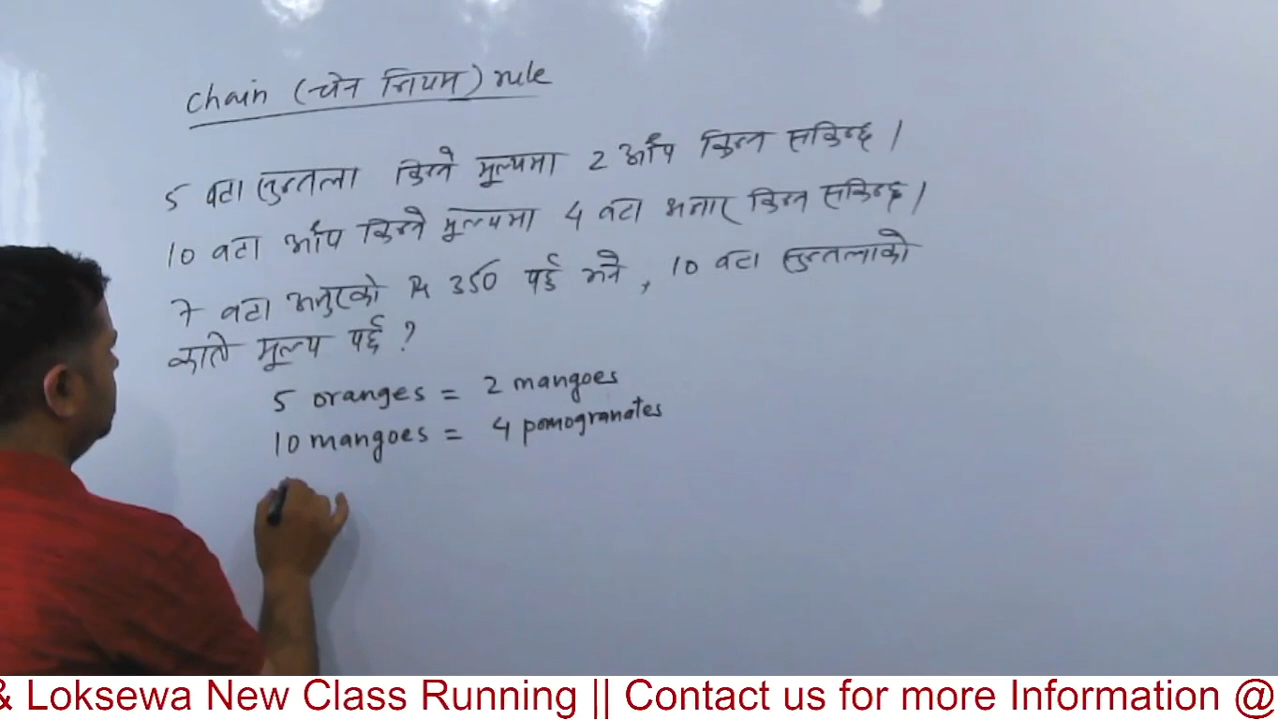 chain (चेन नियम) rule
5 वटा सुन्तला किन्ने मूल्यमा 2 आँप किन्न सकिन्छ।
10 वटा आँप किन्ने मूल्यमा 4 वटा अनार किन्न सकिन्छ।
7 वटा अनारको Rs 350 पर्छ भने, 10 वटा सुन्तलाको
कति मूल्य पर्छ ?
5 oranges = 2 mangoes
10 mangoes = 4 pomogranates
& Loksewa New Class Running || Contact us for more Information @